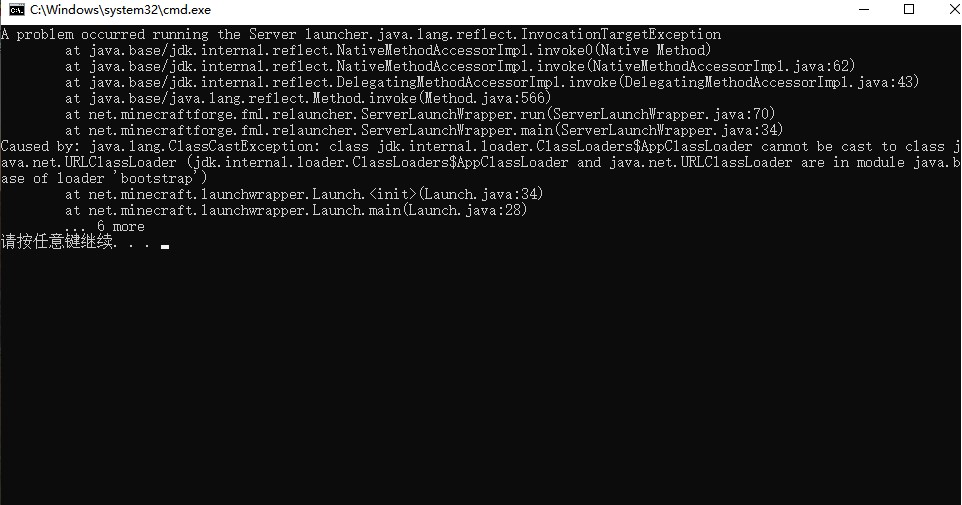 C:\Windows\system32\cmd.exe
A problem occurred running the Server launcher.java.lang.reflect.InvocationTargetException
at java.base/jdk.internal.reflect.NativeMethodAccessorImpl.invoke0(Native Method)
at java.base/jdk.internal.reflect.NativeMethodAccessorImpl.invoke(NativeMethodAccessorImpl.java:62)
at java.base/jdk.internal.reflect.DelegatingMethodAccessorImpl.invoke(DelegatingMethodAccessorImpl.java:43)
at java.base/java.lang.reflect.Method.invoke(Method.java:566)
at net.minecraftforge.fml.relauncher.ServerLaunchWrapper.run(ServerLaunchWrapper.java:70)
at net.minecraftforge.fml.relauncher.ServerLaunchWrapper.main(ServerLaunchWrapper.java:34)
Caused by: java.lang.ClassCastException: class jdk.internal.loader.ClassLoaders$AppClassLoader cannot be cast to class j
ava.net.URLClassLoader (jdk.internal.loader.ClassLoaders$AppClassLoader and java.net.URLClassLoader are in module java.b
ase of loader 'bootstrap')
at net.minecraft.launchwrapper.Launch.<init>(Launch.java:34)
at net.minecraft.launchwrapper.Launch.main(Launch.java:28)
... 6 more
请按任意键继续. . .